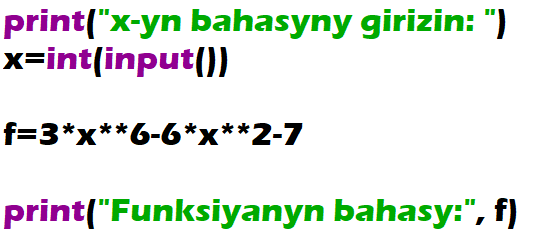 print("x-yn bahasyny girizin: ")
x=int(input())
f=3*x**6-6*x**2-7
print("Funksiyanyn bahasy:", f)